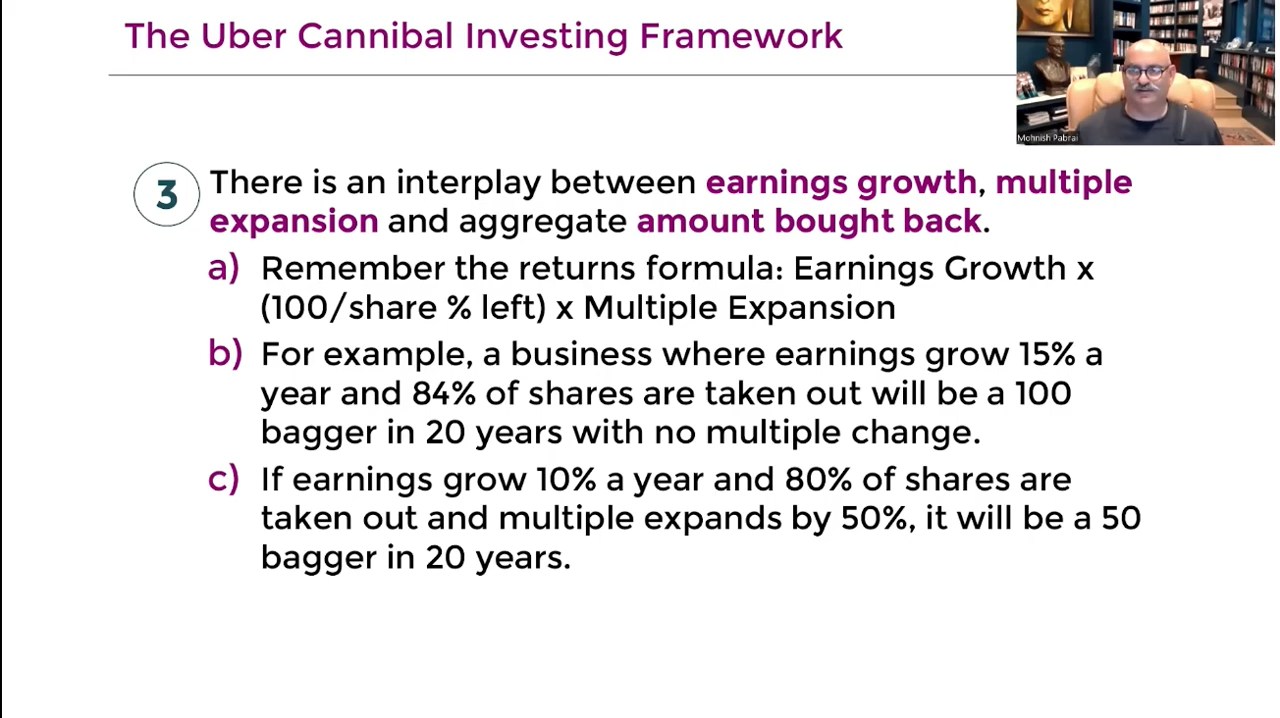 The Uber Cannibal Investing Framework
Mohnish Pabrai
3
There is an interplay between earnings growth, multiple
expansion and aggregate amount bought back.
a) Remember the returns formula: Earnings Growth x
(100/share % left) x Multiple Expansion
b) For example, a business where earnings grow 15% a
year and 84% of shares are taken out will be a 100
bagger in 20 years with no multiple change.
c) If earnings grow 10% a year and 80% of shares are
taken out and multiple expands by 50%, it will be a 50
bagger in 20 years.